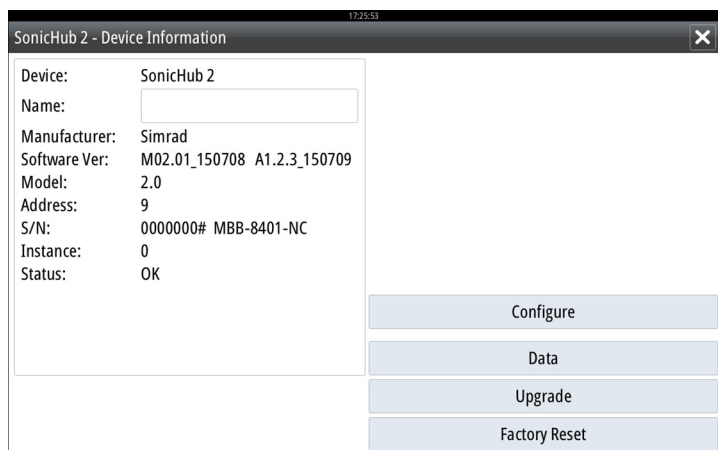 17:25:53
SonicHub 2 - Device Information
Device: SonicHub 2
Name:
Manufacturer: Simrad
Software Ver: M02.01_150708 A1.2.3_150709
Model: 2.0
Address: 9
S/N: 0000000# MBB-8401-NC
Instance: 0
Status: OK
Configure
Data
Upgrade
Factory Reset